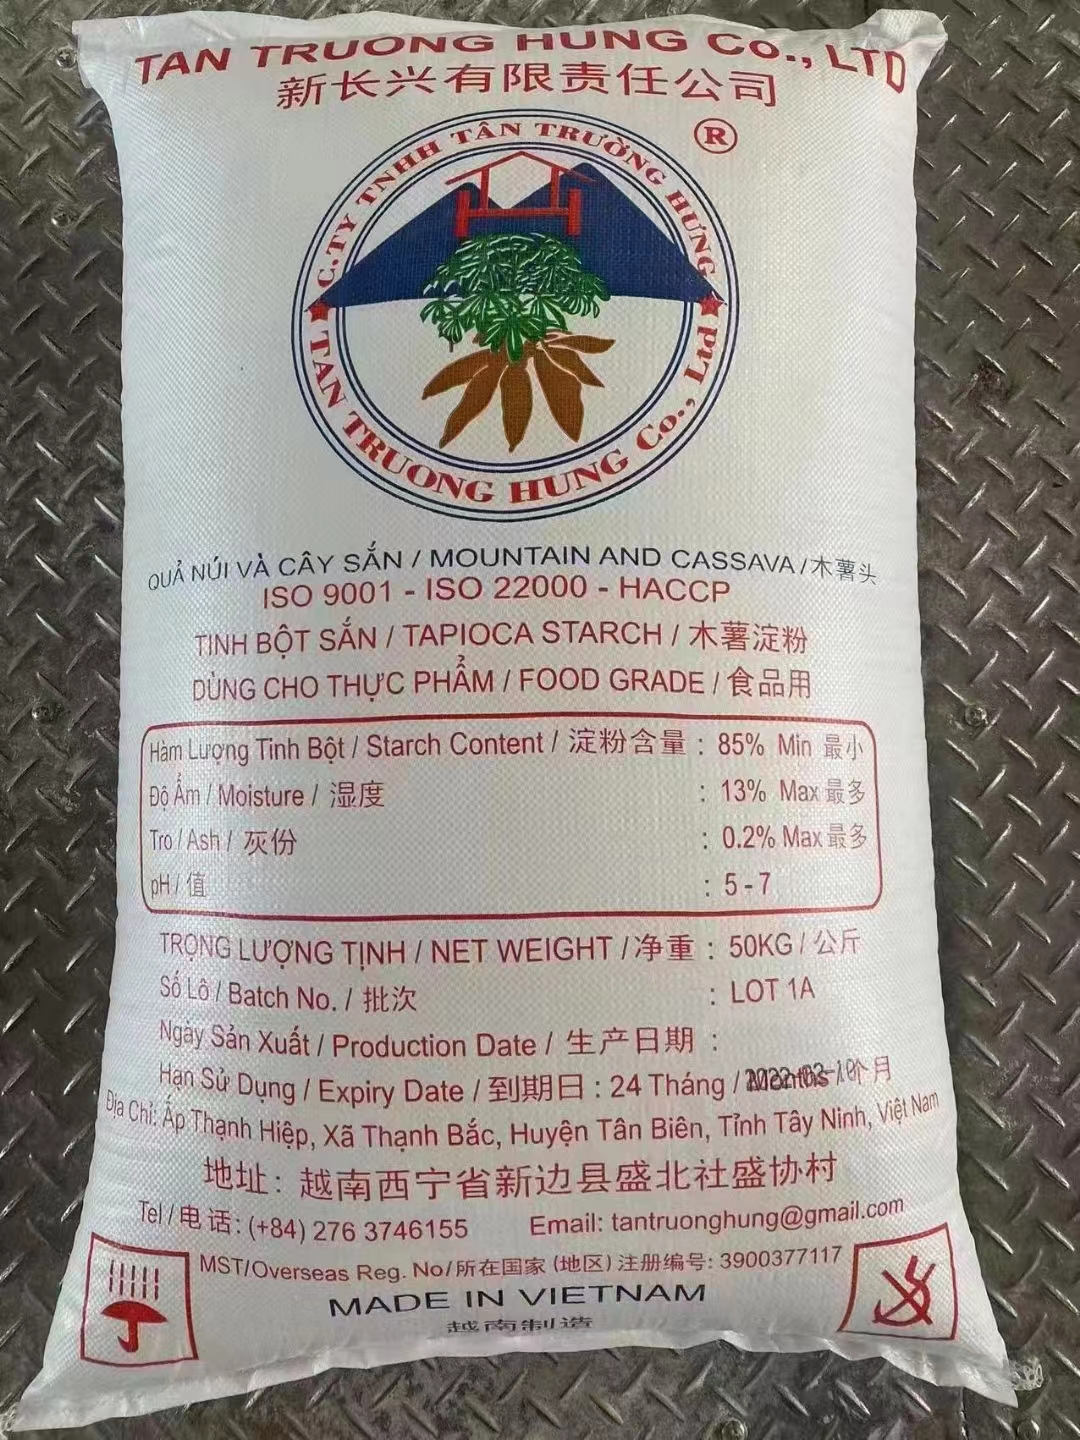 TAN TRUONG HUNG Co., LTD
新长兴有限责任公司
®
C.TY TNHH TÂN TRƯỜNG HƯNG
TAN TRUONG HUNG Co., Ltd
QUẢ NÚI VÀ CÂY SẮN / MOUNTAIN AND CASSAVA / 木薯头
ISO 9001 - ISO 22000 - HACCP
TINH BỘT SẮN / TAPIOCA STARCH / 木薯淀粉
DÙNG CHO THỰC PHẨM / FOOD GRADE / 食品用
Hàm Lượng Tinh Bột / Starch Content / 淀粉含量 : 85% Min 最小
Độ Ẩm / Moisture / 湿度 : 13% Max 最多
Tro / Ash / 灰份 : 0.2% Max 最多
pH / 值 : 5 - 7
TRỌNG LƯỢNG TỊNH / NET WEIGHT / 净重 : 50KG / 公斤
Số Lô / Batch No. / 批次 : LOT 1A
Ngày Sản Xuất / Production Date / 生产日期 :
Hạn Sử Dụng / Expiry Date / 到期日 : 24 Tháng / Months / 个月
Địa Chỉ: Ấp Thạnh Hiệp, Xã Thạnh Bắc, Huyện Tân Biên, Tỉnh Tây Ninh, Việt Nam
地址: 越南西宁省新边县盛北社盛协村
Tel / 电话: (+84) 276 3746155 Email: tantruonghung@gmail.com
MST/Overseas Reg. No/所在国家 (地区) 注册编号: 3900377117
MADE IN VIETNAM
越南制造